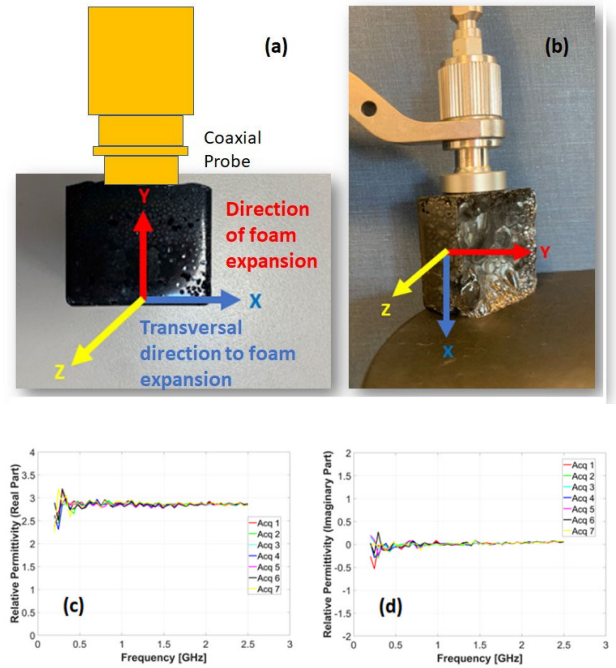 (a)
Coaxial
Probe
Y
Direction
of foam
expansion
X
Transversal
direction to foam
expansion
Z
(b)
Y
Z
X
Relative Permittivity (Real Part)
4
3.5
3
2.5
2
1.5
1
0.5
0
0
0.5
1
1.5
2
2.5
3
Frequency [GHz]
Acq 1
Acq 2
Acq 3
Acq 4
Acq 5
Acq 6
Acq 7
(c)
Relative Permittivity (Imaginary Part)
2
1.5
1
0.5
0
-0.5
-1
-1.5
-2
0
0.5
1
1.5
2
2.5
3
Frequency [GHz]
Acq 1
Acq 2
Acq 3
Acq 4
Acq 5
Acq 6
Acq 7
(d)